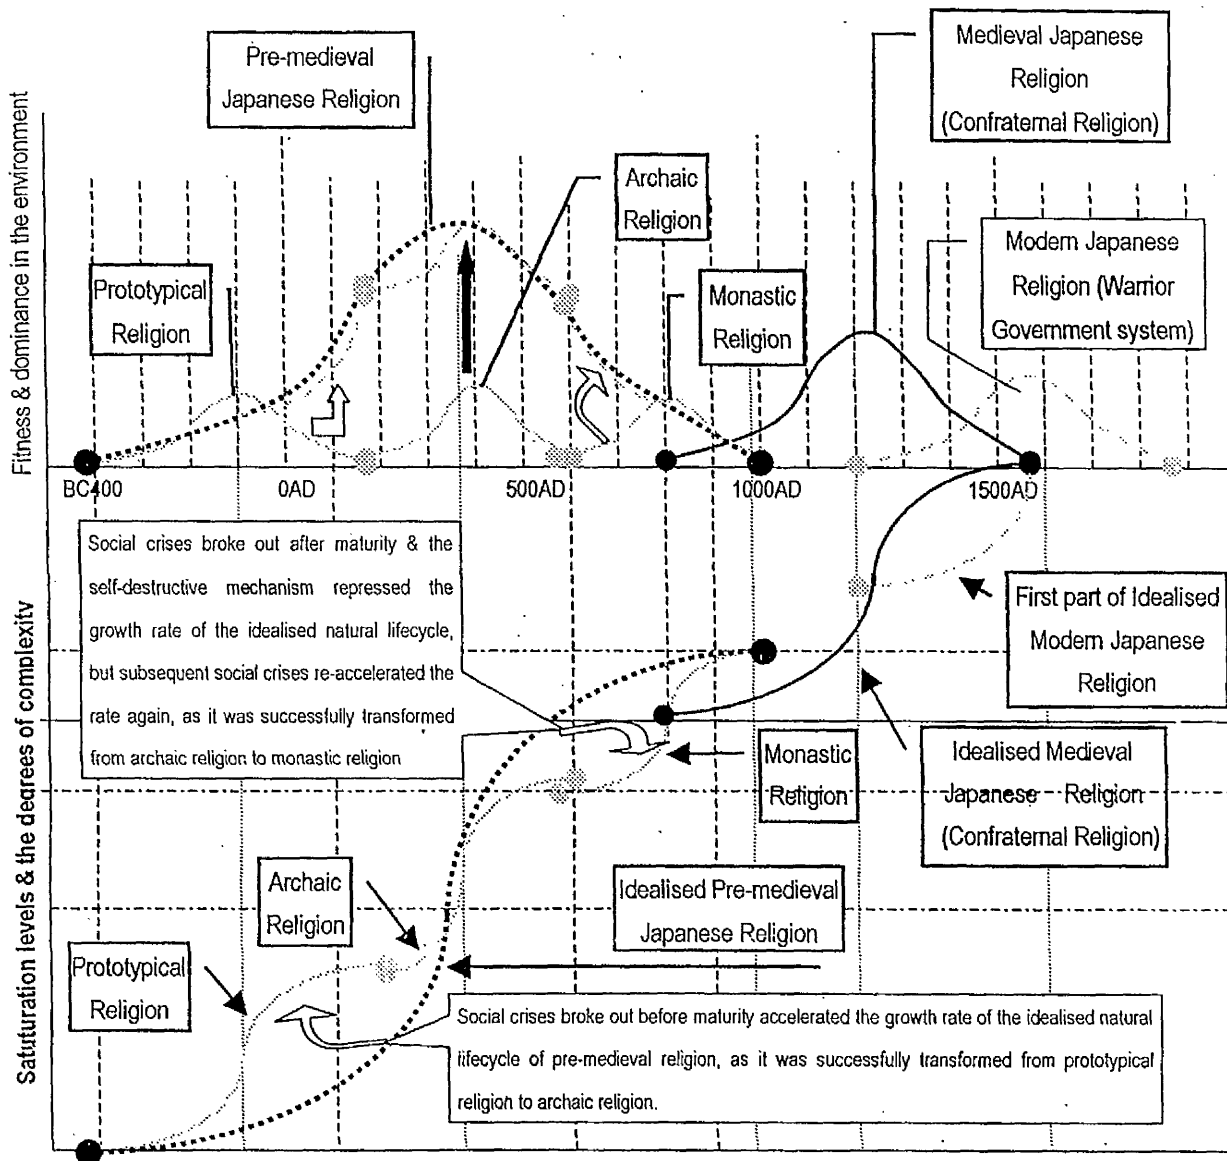 Fitness & dominance in the environment
Pre-medieval
Japanese Religion
Medieval Japanese
Religion
(Confraternal Religion)
Archaic
Religion
Modern Japanese
Religion (Warrior
Government system)
Prototypical
Religion
Monastic
Religion
BC400
0AD
500AD
1000AD
1500AD
Satuturation levels & the degrees of complexity
Social crises broke out after maturity & the
self-destructive mechanism repressed the
growth rate of the idealised natural lifecycle,
but subsequent social crises re-accelerated the
rate again, as it was successfully transformed
from archaic religion to monastic religion
First part of Idealised
Modern Japanese
Religion
Monastic
Religion
Idealised Medieval
Japanese Religion
(Confraternal Religion)
Archaic
Religion
Idealised Pre-medieval
Japanese Religion
Prototypical
Religion
Social crises broke out before maturity accelerated the growth rate of the idealised natural
lifecycle of pre-medieval religion, as it was successfully transformed from prototypical
religion to archaic religion.